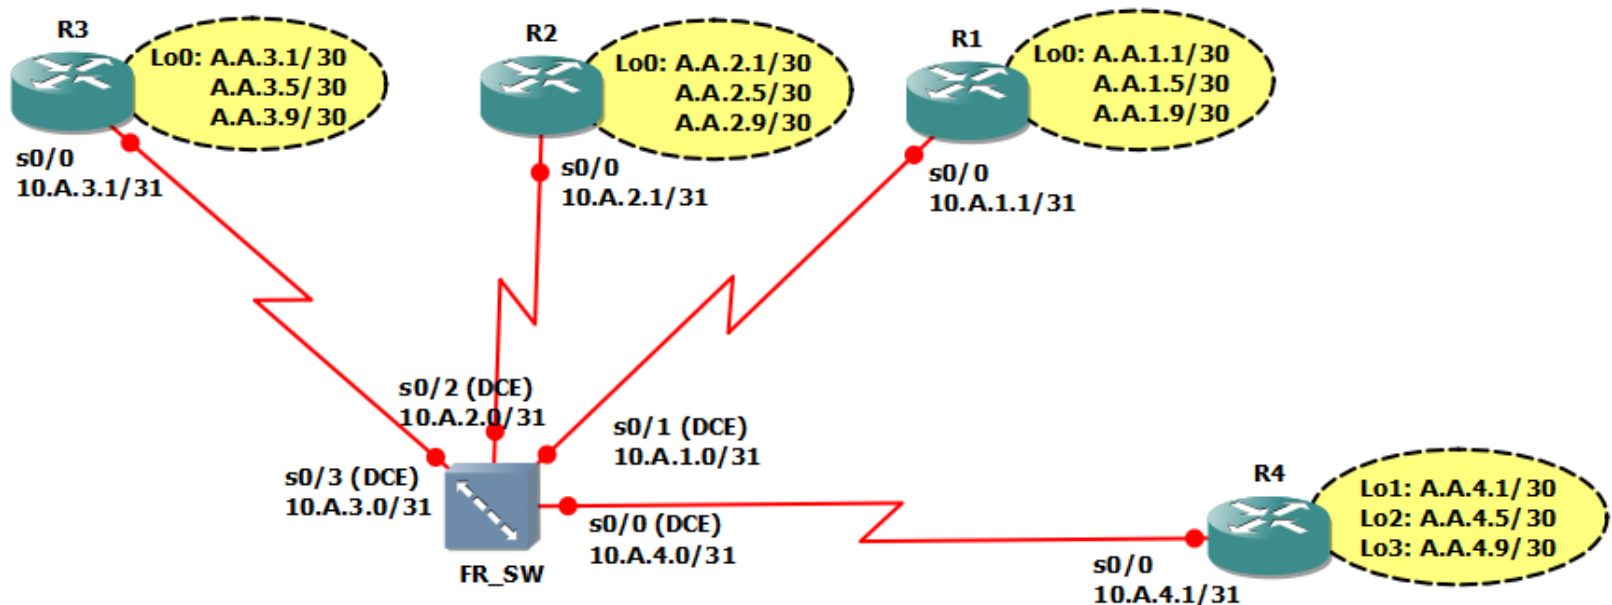 R3
Lo0: A.A.3.1/30
A.A.3.5/30
A.A.3.9/30
s0/0
10.A.3.1/31
R2
Lo0: A.A.2.1/30
A.A.2.5/30
A.A.2.9/30
s0/0
10.A.2.1/31
R1
Lo0: A.A.1.1/30
A.A.1.5/30
A.A.1.9/30
s0/0
10.A.1.1/31
s0/2 (DCE)
10.A.2.0/31
s0/1 (DCE)
10.A.1.0/31
s0/3 (DCE)
10.A.3.0/31
s0/0 (DCE)
10.A.4.0/31
FR_SW
R4
Lo1: A.A.4.1/30
Lo2: A.A.4.5/30
Lo3: A.A.4.9/30
s0/0
10.A.4.1/31